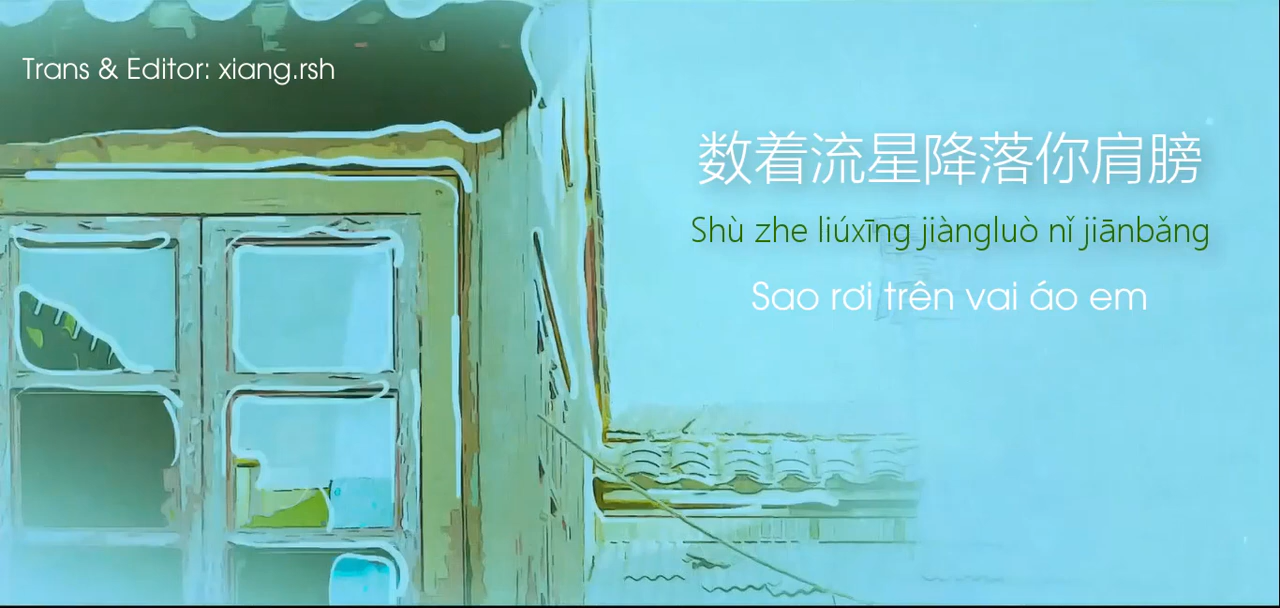 Trans & Editor: xiang.rsh
数着流星降落你肩膀
Shù zhe liúxīng jiàngluò nǐ jiānbǎng
Sao rơi trên vai áo em